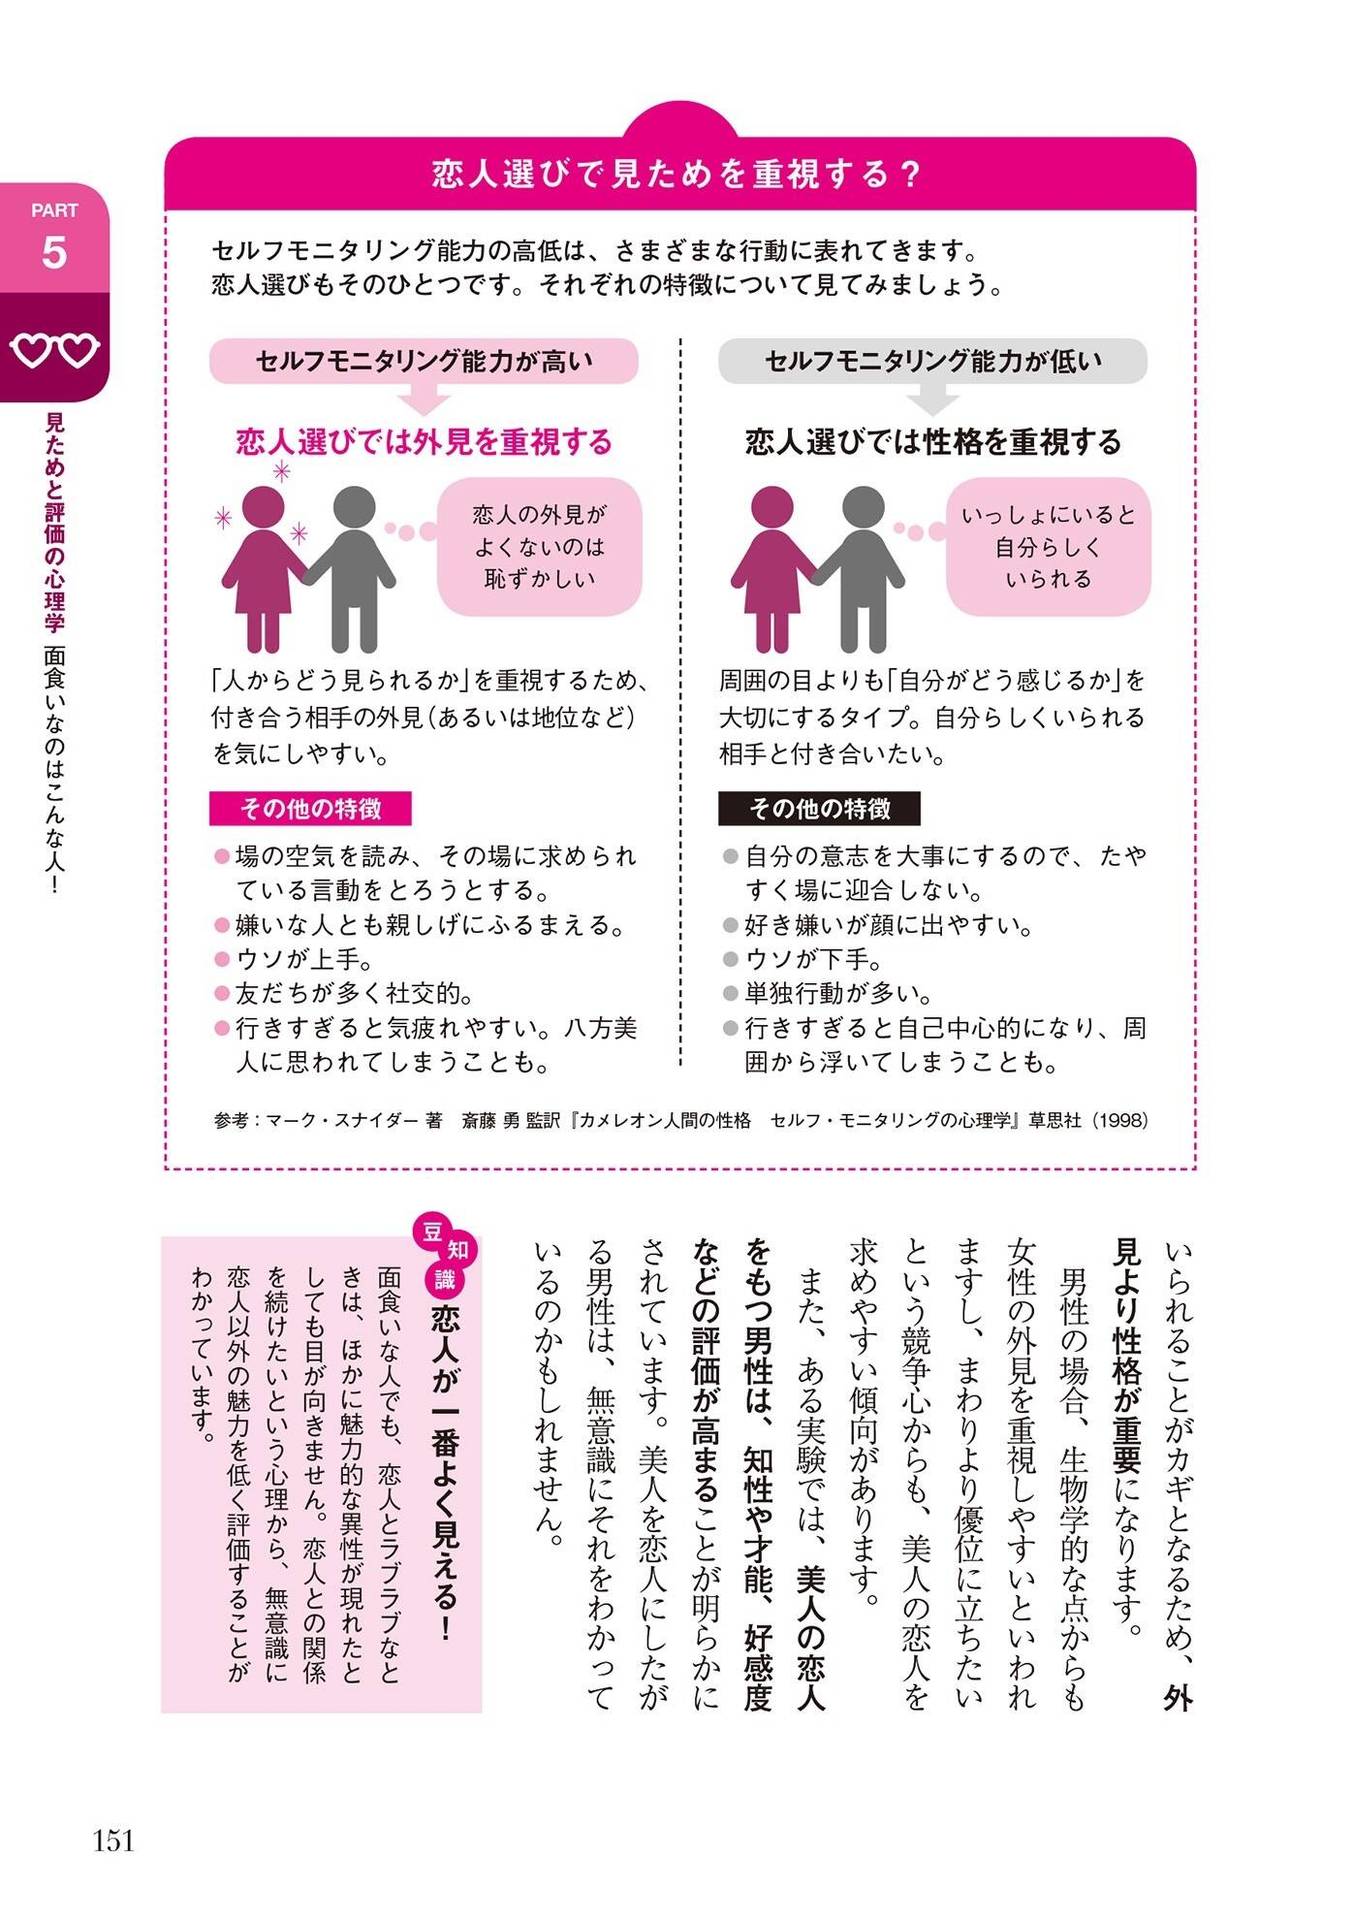 PART
5
見ためと評価の心理学 面食いなのはこんな人!
恋人選びで見ためを重視する?
セルフモニタリング能力の高低は、さまざまな行動に表れてきます。
恋人選びもそのひとつです。それぞれの特徴について見てみましょう。
セルフモニタリング能力が高い
恋人選びでは外見を重視する
恋人の外見が
よくないのは
恥ずかしい
「人からどう見られるか」を重視するため、
付き合う相手の外見(あるいは地位など)
を気にしやすい。
その他の特徴
●場の空気を読み、その場に求められ
ている言動をとろうとする。
●嫌いな人とも親しげにふるまえる。
●ウソが上手。
●友だちが多く社交的。
●行きすぎると気疲れやすい。八方美
人に思われてしまうことも。
セルフモニタリング能力が低い
恋人選びでは性格を重視する
いっしょにいると
自分らしく
いられる
周囲の目よりも「自分がどう感じるか」を
大切にするタイプ。自分らしくいられる
相手と付き合いたい。
その他の特徴
●自分の意志を大事にするので、たや
すく場に迎合しない。
●好き嫌いが顔に出やすい。
●ウソが下手。
●単独行動が多い。
●行きすぎると自己中心的になり、周
囲から浮いてしまうことも。
参考:マーク・スナイダー 著 斎藤 勇 監訳『カメレオン人間の性格 セルフ・モニタリングの心理学』草思社(1998)
いられることがカギとなるため、外
見より性格が重要になります。
男性の場合、生物学的な点からも
女性の外見を重視しやすいといわれ
ますし、まわりより優位に立ちたい
という競争心からも、美人の恋人を
求めやすい傾向があります。
また、ある実験では、美人の恋人
をもつ男性は、知性や才能、好感度
などの評価が高まることが明らかに
されています。美人を恋人にしたが
る男性は、無意識にそれをわかって
いるのかもしれません。
豆知識
恋人が一番よく見える!
面食いな人でも、恋人とラブラブなと
きは、ほかに魅力的な異性が現れたと
しても目が向きません。恋人との関係
を続けたいという心理から、無意識に
恋人以外の魅力を低く評価することが
わかっています。
151